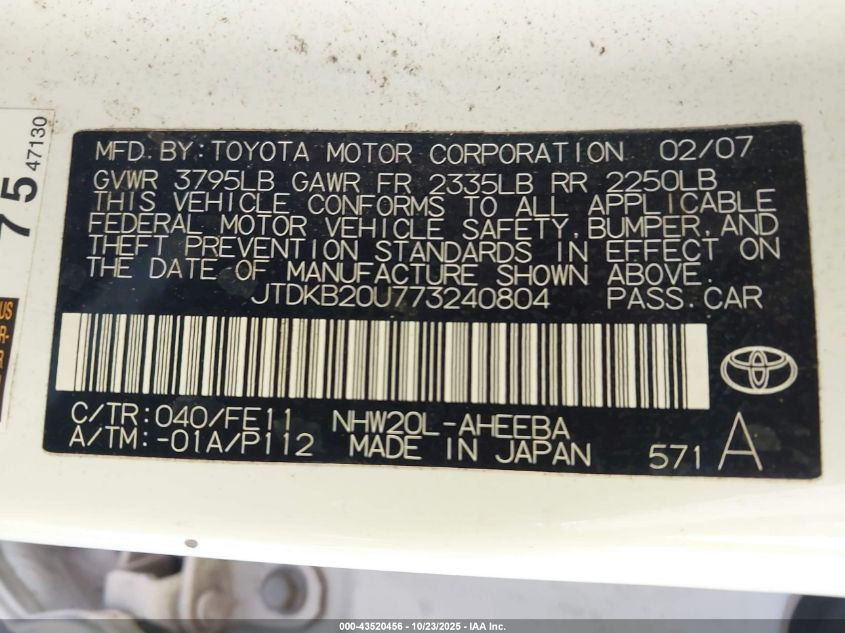 75
47130
MFD.BY:TOYOTA MOTOR CORPORATION 02/07
GVWR 3795LB GAWR FR 2335LB RR 2250LB
THIS VEHICLE CONFORMS TO ALL APPLICABLE
FEDERAL MOTOR VEHICLE SAFETY,BUMPER,AND
THEFT PREVENTION STANDARDS IN EFFECT ON
THE DATE OF MANUFACTURE SHOWN ABOVE.
JTDKB20U773240804 PASS.CAR
C/TR:040/FE11 NHW20L-AHEEBA
A/TM:-01A/P112 MADE IN JAPAN 571 A
000-43520456 | 10/23/2025 - IAA Inc.